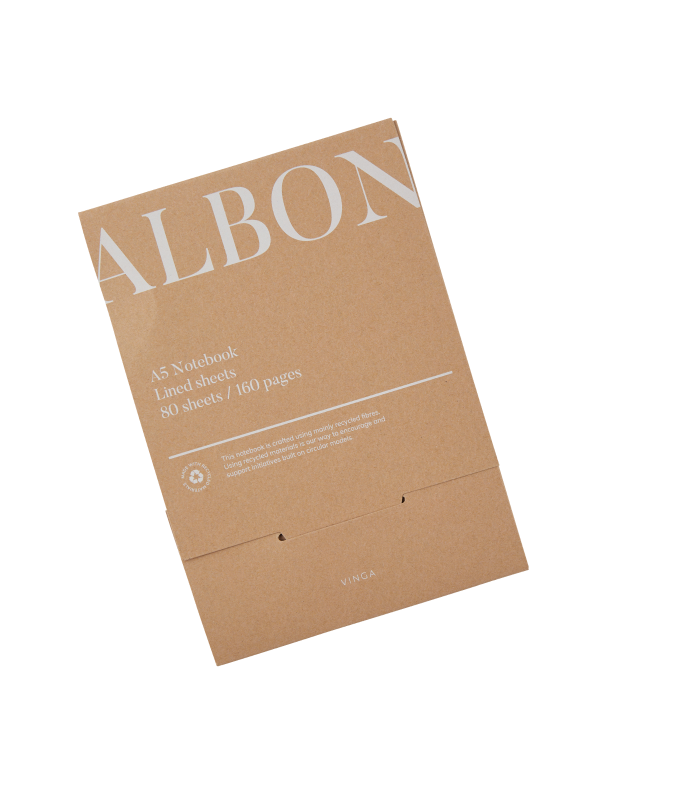 ALBON
A5 Notebook
Lined sheets
80 sheets / 160 pages
This notebook is crafted using mainly recycled fibres.
Using recycled materials is our way to encourage and
support initiatives built on circular models.
VINGA